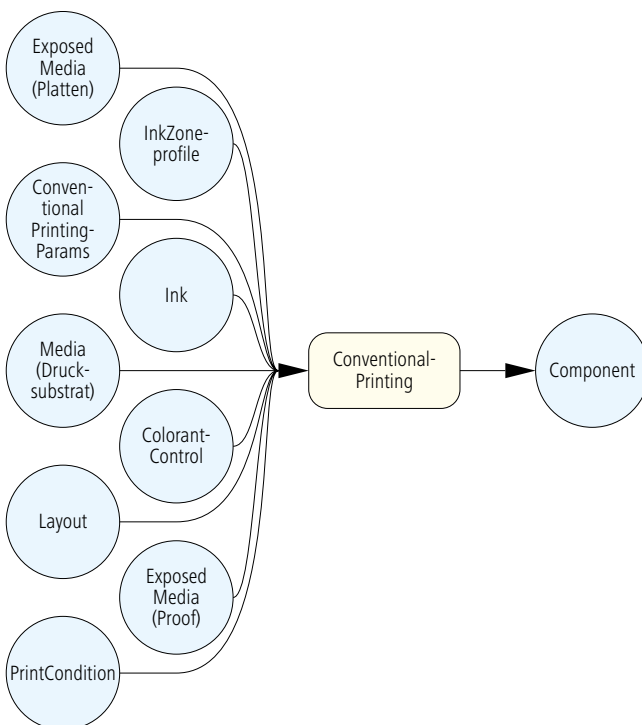 Exposed
Media
(Platten)
InkZone-
profile
Conven-
tional
Printing-
Params
Ink
Media
(Druck-
substrat)
Colorant-
Control
Layout
Exposed
Media
(Proof)
PrintCondition
Conventional-
Printing
Component